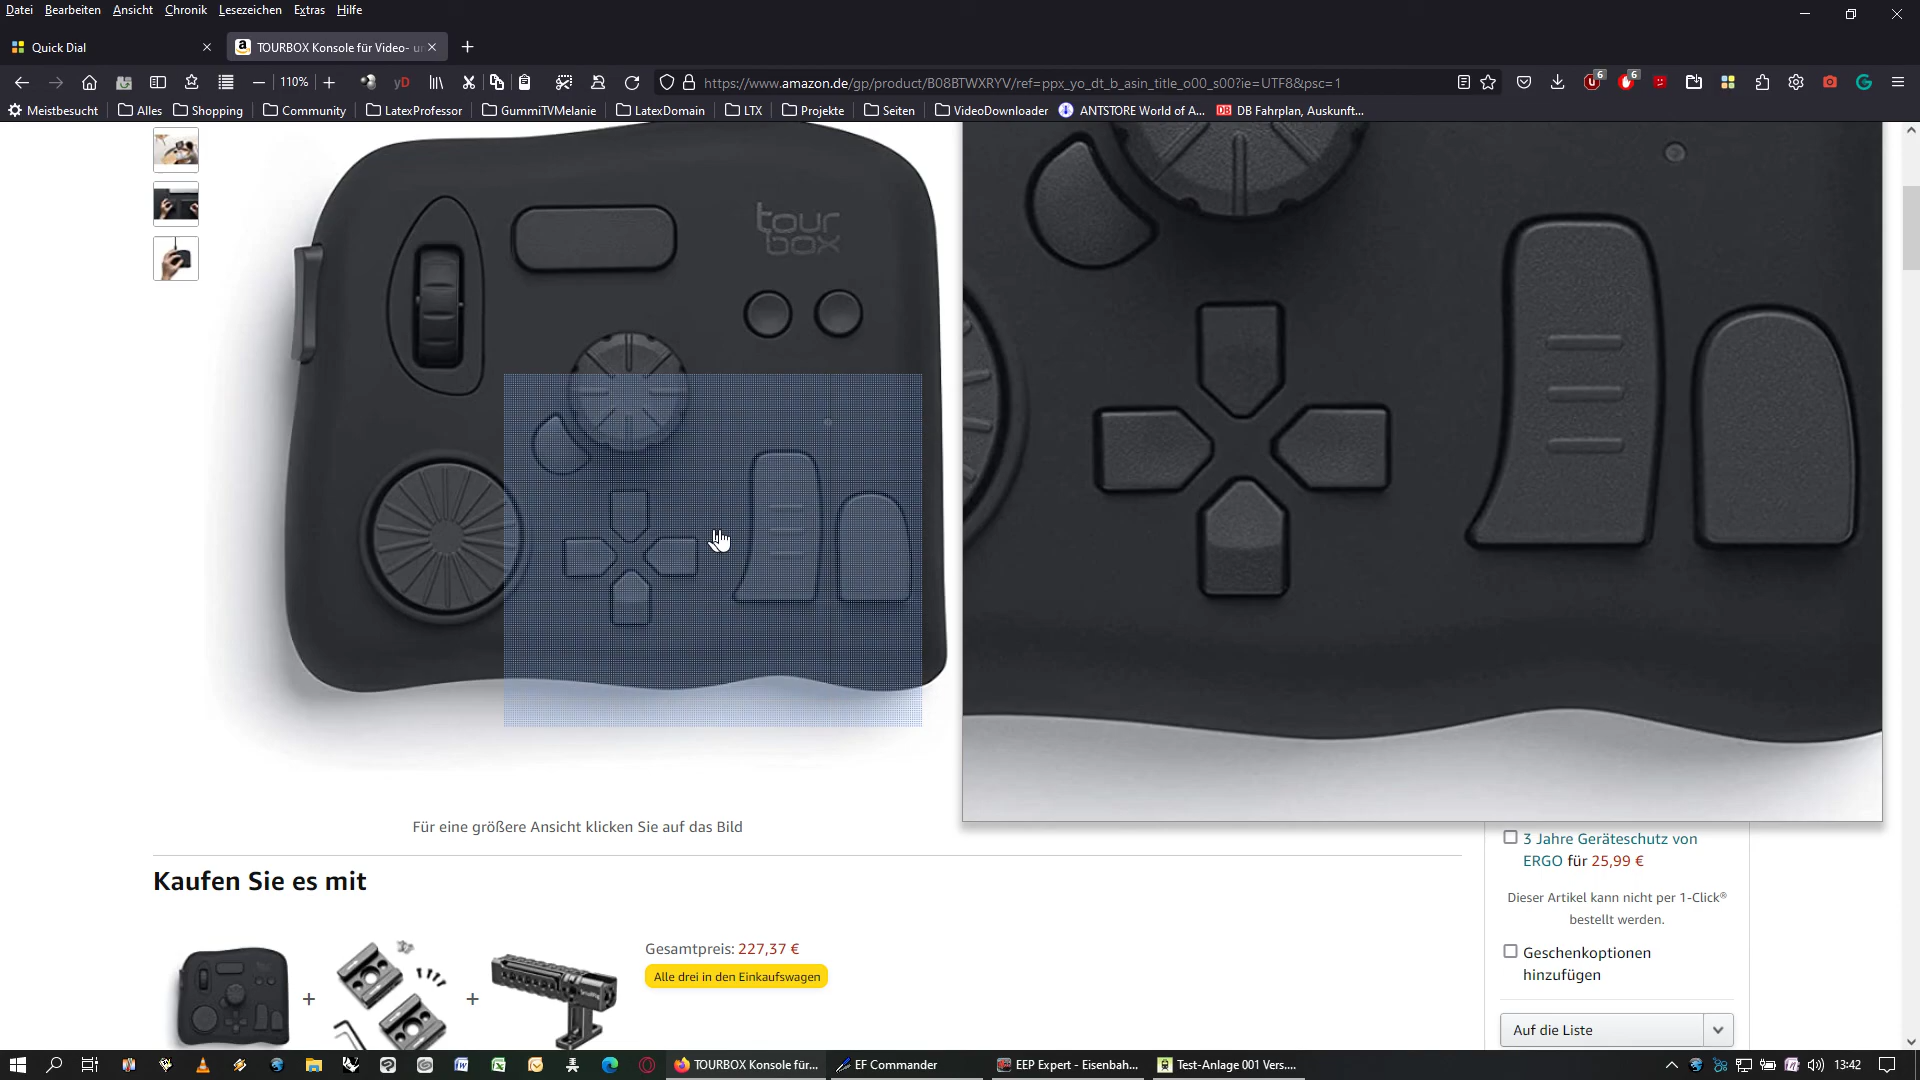 Datei Bearbeiten Ansicht Chronik Lesezeichen Extras Hilfe
Quick Dial
TOURBOX Konsole für Video- u
110%
https://www.amazon.de/gp/product/B08BTWXRYV/ref=ppx_yo_dt_b_asin_title_o00_s00?ie=UTF8&psc=1
6
6
Meistbesucht Alles Shopping Community LatexProfessor GummiTVMelanie LatexDomain LTX Projekte Seiten VideoDownloader ANTSTORE World of A... DB DB Fahrplan, Auskunft...
tour
box
Für eine größere Ansicht klicken Sie auf das Bild
3 Jahre Geräteschutz von
ERGO für 25,99 €
Dieser Artikel kann nicht per 1-Click®
bestellt werden.
Geschenkoptionen
hinzufügen
Auf die Liste
Kaufen Sie es mit
+
+
Gesamtpreis: 227,37 €
Alle drei in den Einkaufswagen
TOURBOX Konsole für... EF Commander EEP Expert - Eisenbah... Test-Anlage 001 Vers....
13:42